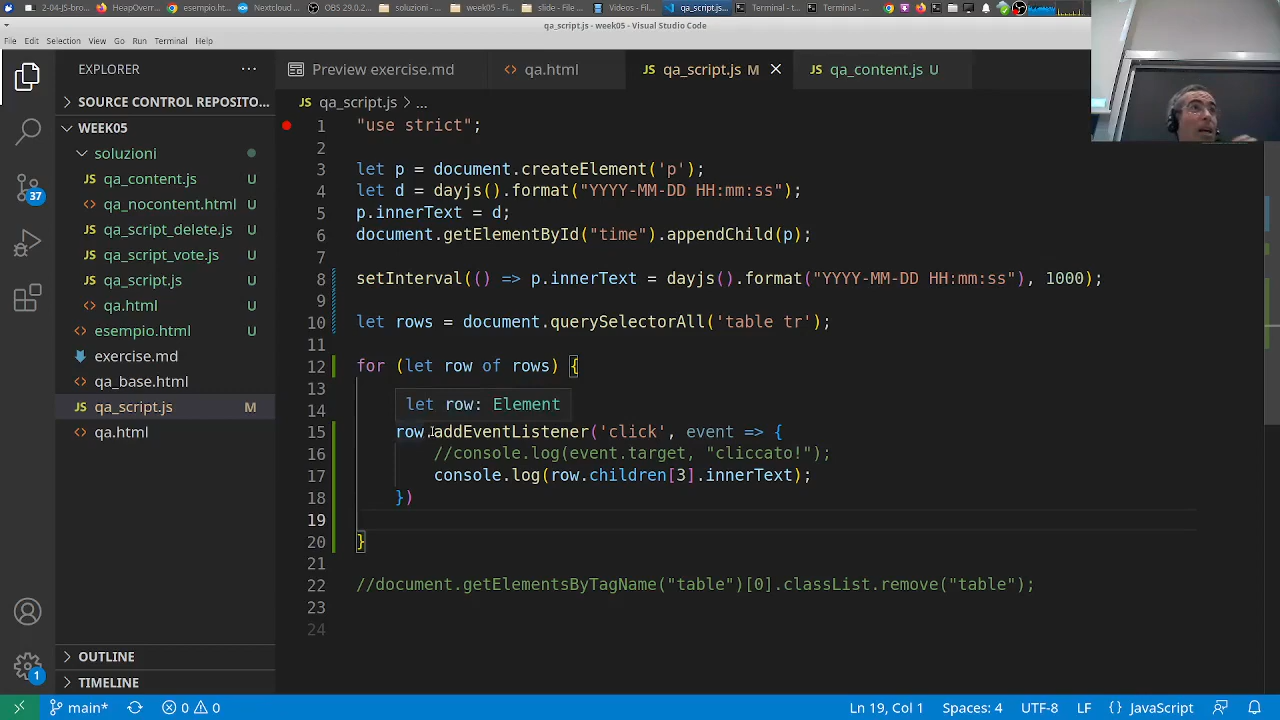 2-04-JS-brow...
HeapOver...
esempio.ht...
Nextcloud ...
OBS 29.0.2...
soluzioni - ...
week05 - Fi...
Videos - Fil...
qa_script.js...
Terminal - t...
Terminal - ...
qa_script.js - week05 - Visual Studio Code
File Edit Selection View Go Run Terminal Help
EXPLORER ...
Preview exercise.md
qa.html
qa_script.js M
qa_content.js U
SOURCE CONTROL REPOSITO...
qa_script.js > ...
WEEK05
soluzioni
qa_content.js U
qa_nocontent.html U
qa_script_delete.js U
qa_script_vote.js U
qa_script.js U
qa.html U
esempio.html U
exercise.md
qa_base.html
qa_script.js M
qa.html
OUTLINE
TIMELINE
37
1
1 "use strict";
2
3 let p = document.createElement('p');
4 let d = dayjs().format("YYYY-MM-DD HH:mm:ss");
5 p.innerText = d;
6 document.getElementById("time").appendChild(p);
7
8 setInterval(() => p.innerText = dayjs().format("YYYY-MM-DD HH:mm:ss"), 1000);
9
10 let rows = document.querySelectorAll('table tr');
11
12 for (let row of rows) {
13
let row: Element
14
15 row.addEventListener('click', event => {
16 //console.log(event.target, "cliccato!");
17 console.log(row.children[3].innerText);
18 })
19
20 }
21
22 //document.getElementsByTagName("table")[0].classList.remove("table");
23
24
main* 0 0 Ln 19, Col 1 Spaces: 4 UTF-8 LF {} JavaScript